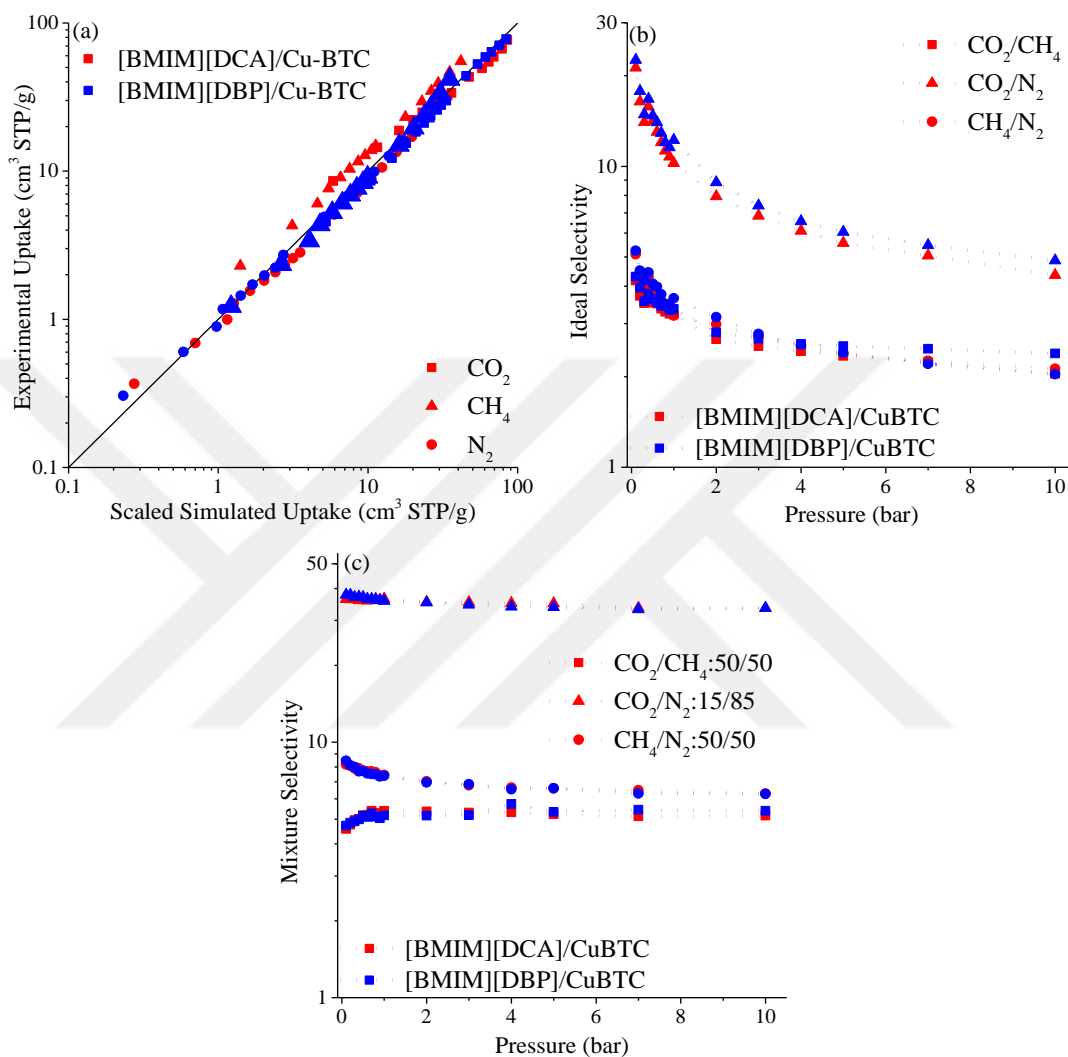 (a)
[BMIM][DCA]/Cu-BTC
[BMIM][DBP]/Cu-BTC
CO2
CH4
N2
100
10
1
0.1
0.1
1
10
100
Experimental Uptake (cm³ STP/g)
Scaled Simulated Uptake (cm³ STP/g)
(b)
CO₂/CH₄
CO₂/N₂
CH₄/N₂
[BMIM][DCA]/CuBTC
[BMIM][DBP]/CuBTC
30
10
1
0
2
4
6
8
10
Ideal Selectivity
Pressure (bar)
(c)
CO₂/CH₄:50/50
CO₂/N₂:15/85
CH₄/N₂:50/50
[BMIM][DCA]/CuBTC
[BMIM][DBP]/CuBTC
50
10
1
0
2
4
6
8
10
Mixture Selectivity
Pressure (bar)